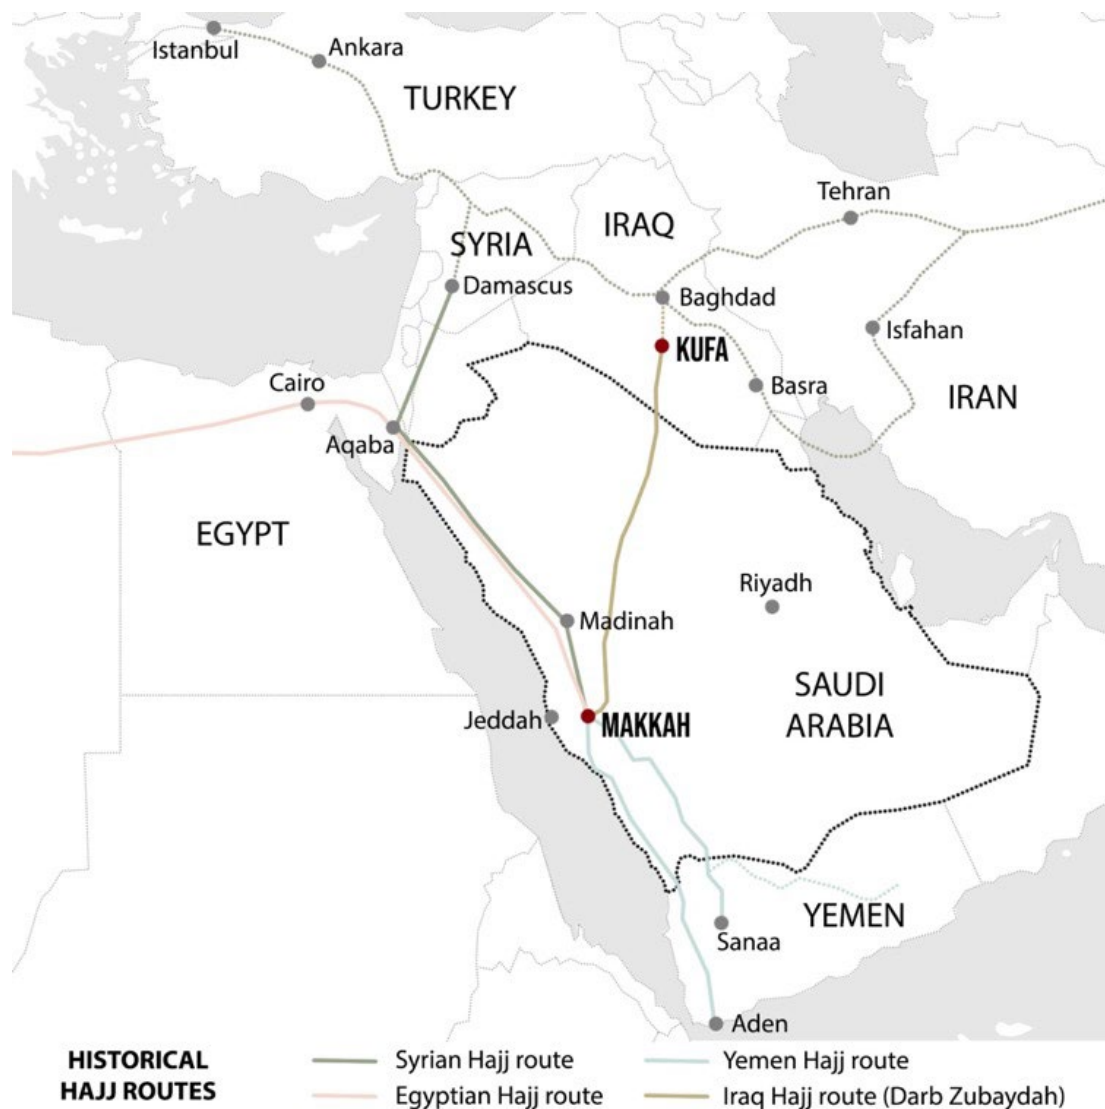 Istanbul
Ankara
TURKEY
Tehran
IRAQ
SYRIA
Damascus
Baghdad
Isfahan
KUFA
Cairo
Basra
IRAN
Aqaba
EGYPT
Riyadh
Madinah
SAUDI
ARABIA
Jeddah
MAKKAH
YEMEN
Sanaa
Aden
HISTORICAL
HAJJ ROUTES
Syrian Hajj route
Egyptian Hajj route
Yemen Hajj route
Iraq Hajj route (Darb Zubaydah)